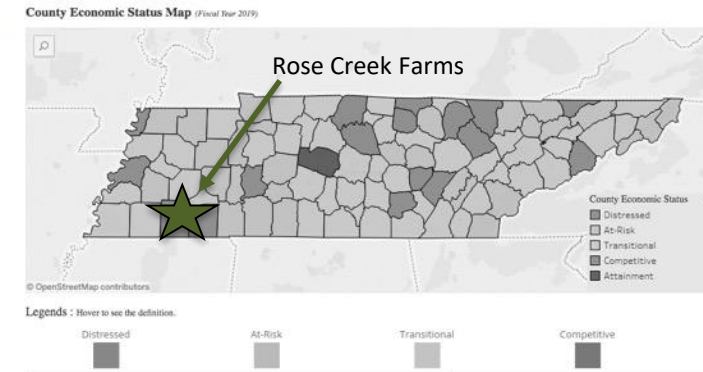 County Economic Status Map (Fiscal Year 2019)
Rose Creek Farms
County Economic Status
Distressed
At-Risk
Transitional
Competitive
Attainment
© OpenStreetMap contributors
Legends : Hover to see the definition.
Distressed At-Risk Transitional Competitive